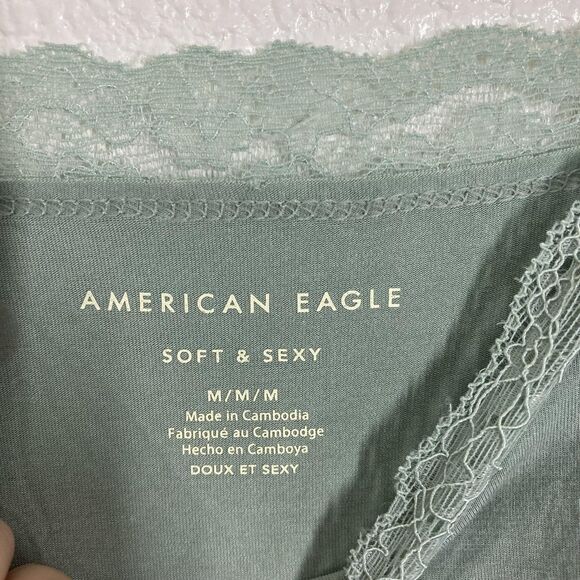 AMERICAN EAGLE
SOFT & SEXY
M/M/M
Made in Cambodia
Fabriqué au Cambodge
Hecho en Camboya
DOUX ET SEXY